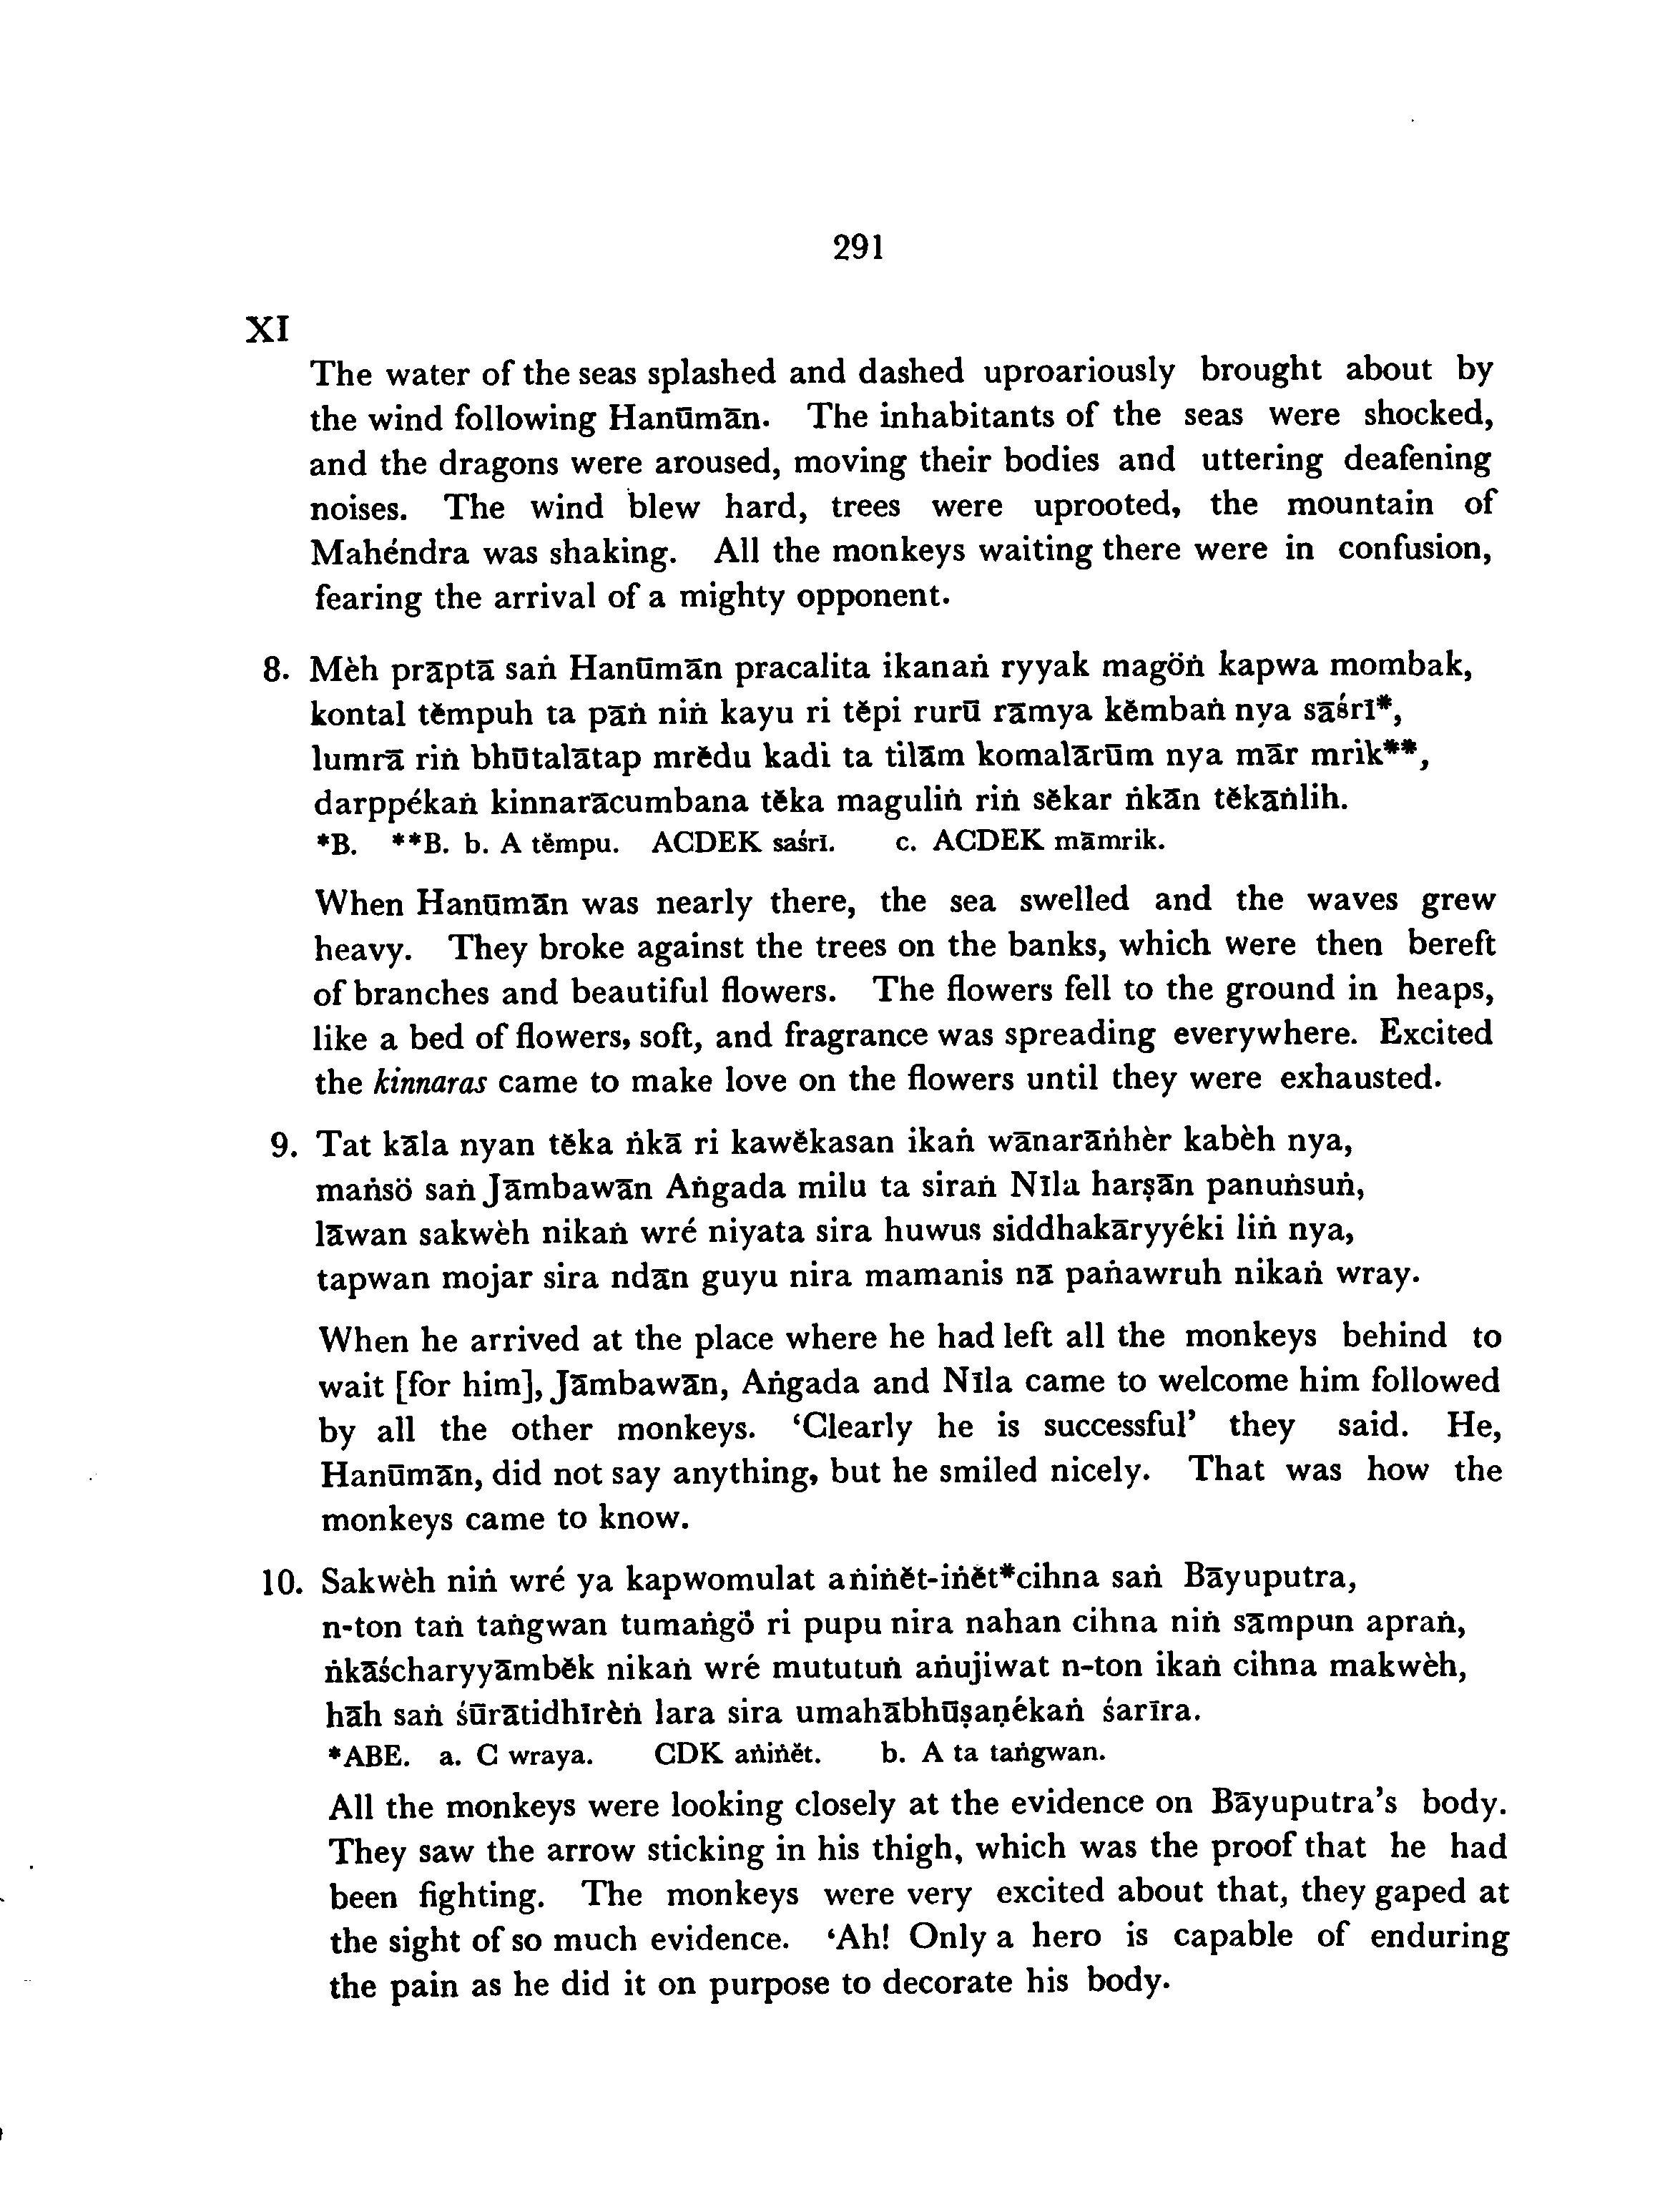 291
XI
The water of the seas splashed and dashed uproariously brought about by
the wind following Hanūmān. The inhabitants of the seas were shocked,
and the dragons were aroused, moving their bodies and uttering deafening
noises. The wind blew hard, trees were uprooted, the mountain of
Mahéndra was shaking. All the monkeys waiting there were in confusion,
fearing the arrival of a mighty opponent.
8. Mèh prāptā saṅ Hanūmān pracalita ikanaṅ ryyak magöṅ kapwa mombak,
kontal tĕmpuh ta pāṅ niṅ kayu ri tĕpi rurū rāmya kĕmbaṅ nya sāśrī*,
lumrā riṅ bhūtalātap mrĕdu kadi ta tilām komalārūm nya mār mrik**,
darppékaṅ kinnarācumbana tĕka maguliṅ riṅ sĕkar ṅkān tĕkāṅlih.
*B. **B. b. A tĕmpu. ACDEK saśrī. c. ACDEK māmrik.
When Hanūmān was nearly there, the sea swelled and the waves grew
heavy. They broke against the trees on the banks, which were then bereft
of branches and beautiful flowers. The flowers fell to the ground in heaps,
like a bed of flowers, soft, and fragrance was spreading everywhere. Excited
the kinnaras came to make love on the flowers until they were exhausted.
9. Tat kāla nyan tĕka ṅkā ri kawĕkasan ikaṅ wānarāṅhèr kabèh nya,
maṅsö saṅ Jāmbawān Aṅgada milu ta siraṅ Nīla harṣān panuṅsuṅ,
lāwan sakwèh nikaṅ wré niyata sira huwus siddhakāryyéki liṅ nya,
tapwan mojar sira ndān guyu nira mamanis nā paṅawruh nikaṅ wray.
When he arrived at the place where he had left all the monkeys behind to
wait [for him], Jāmbawān, Aṅgada and Nīla came to welcome him followed
by all the other monkeys. ‘Clearly he is successful’ they said. He,
Hanūmān, did not say anything, but he smiled nicely. That was how the
monkeys came to know.
10. Sakwèh niṅ wré ya kapwomulat aṅiṅĕt-iṅĕt*cihna saṅ Bāyuputra,
n-ton taṅ taṅgwan tumaṅgö ri pupu nira nahan cihna niṅ sāmpun apraṅ,
ṅkāścharyyāmbĕk nikaṅ wré mututuṅ aṅujiwat n-ton ikaṅ cihna makwèh,
hāh saṅ śūrātidhīrèṅ lara sira umahābhūṣaṇékaṅ śarīra.
*ABE. a. C wraya. CDK aṅiṅĕt. b. A ta taṅgwan.
All the monkeys were looking closely at the evidence on Bāyuputra’s body.
They saw the arrow sticking in his thigh, which was the proof that he had
been fighting. The monkeys were very excited about that, they gaped at
the sight of so much evidence. ‘Ah! Only a hero is capable of enduring
the pain as he did it on purpose to decorate his body.